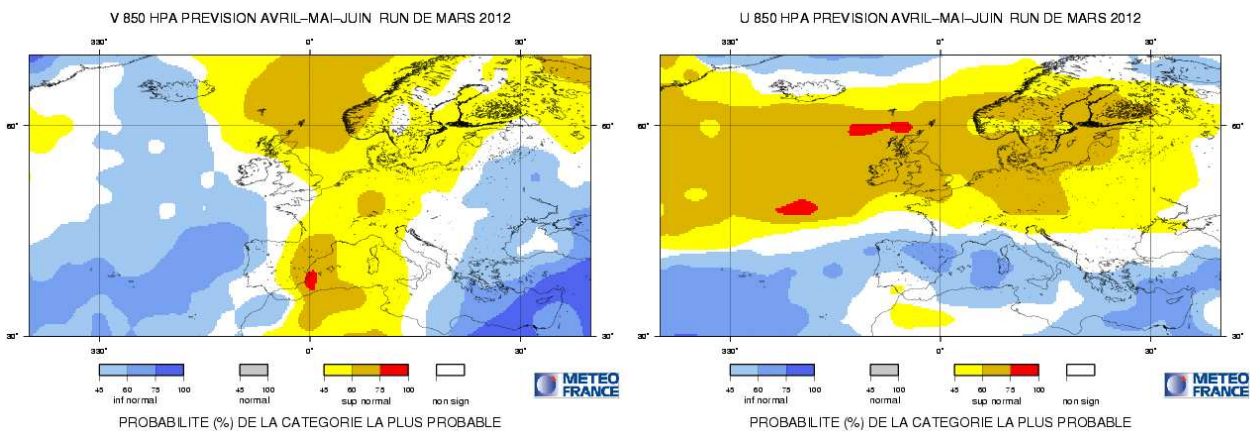 V 850 HPA PREVISION AVRIL–MAI–JUIN RUN DE MARS 2012
330° 0° 30°
60° 60°
30° 30°
330° 0° 30°
45 60 75 100 45 100 45 60 75 100
inf normal normal sup normal non sign
METEO
FRANCE
PROBABILITE (%) DE LA CATEGORIE LA PLUS PROBABLE
U 850 HPA PREVISION AVRIL–MAI–JUIN RUN DE MARS 2012
330° 0° 30°
60° 60°
30° 30°
330° 0° 30°
45 60 75 100 45 100 45 60 75 100
inf normal normal sup normal non sign
METEO
FRANCE
PROBABILITE (%) DE LA CATEGORIE LA PLUS PROBABLE